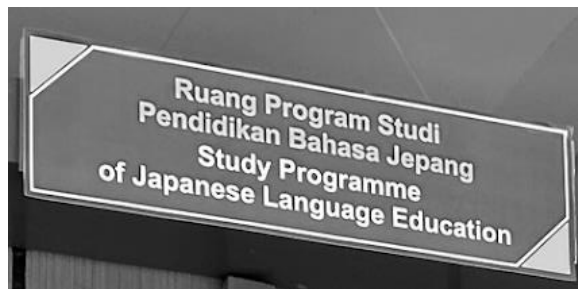 Ruang Program Studi
Pendidikan Bahasa Jepang
Study Programme
of Japanese Language Education